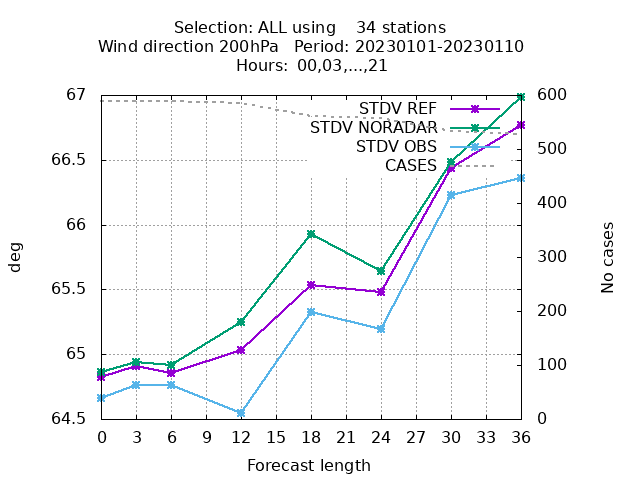 Selection: ALL using    34 stations
Wind direction 200hPa   Period: 20230101-20230110
Hours:  00,03,...,21
67
66.5
66
65.5
65
64.5
deg
600
500
400
300
200
100
0
No cases
STDV REF
STDV NORADAR
STDV OBS
CASES
0 3 6 9 12 15 18 21 24 27 30 33 36
Forecast length